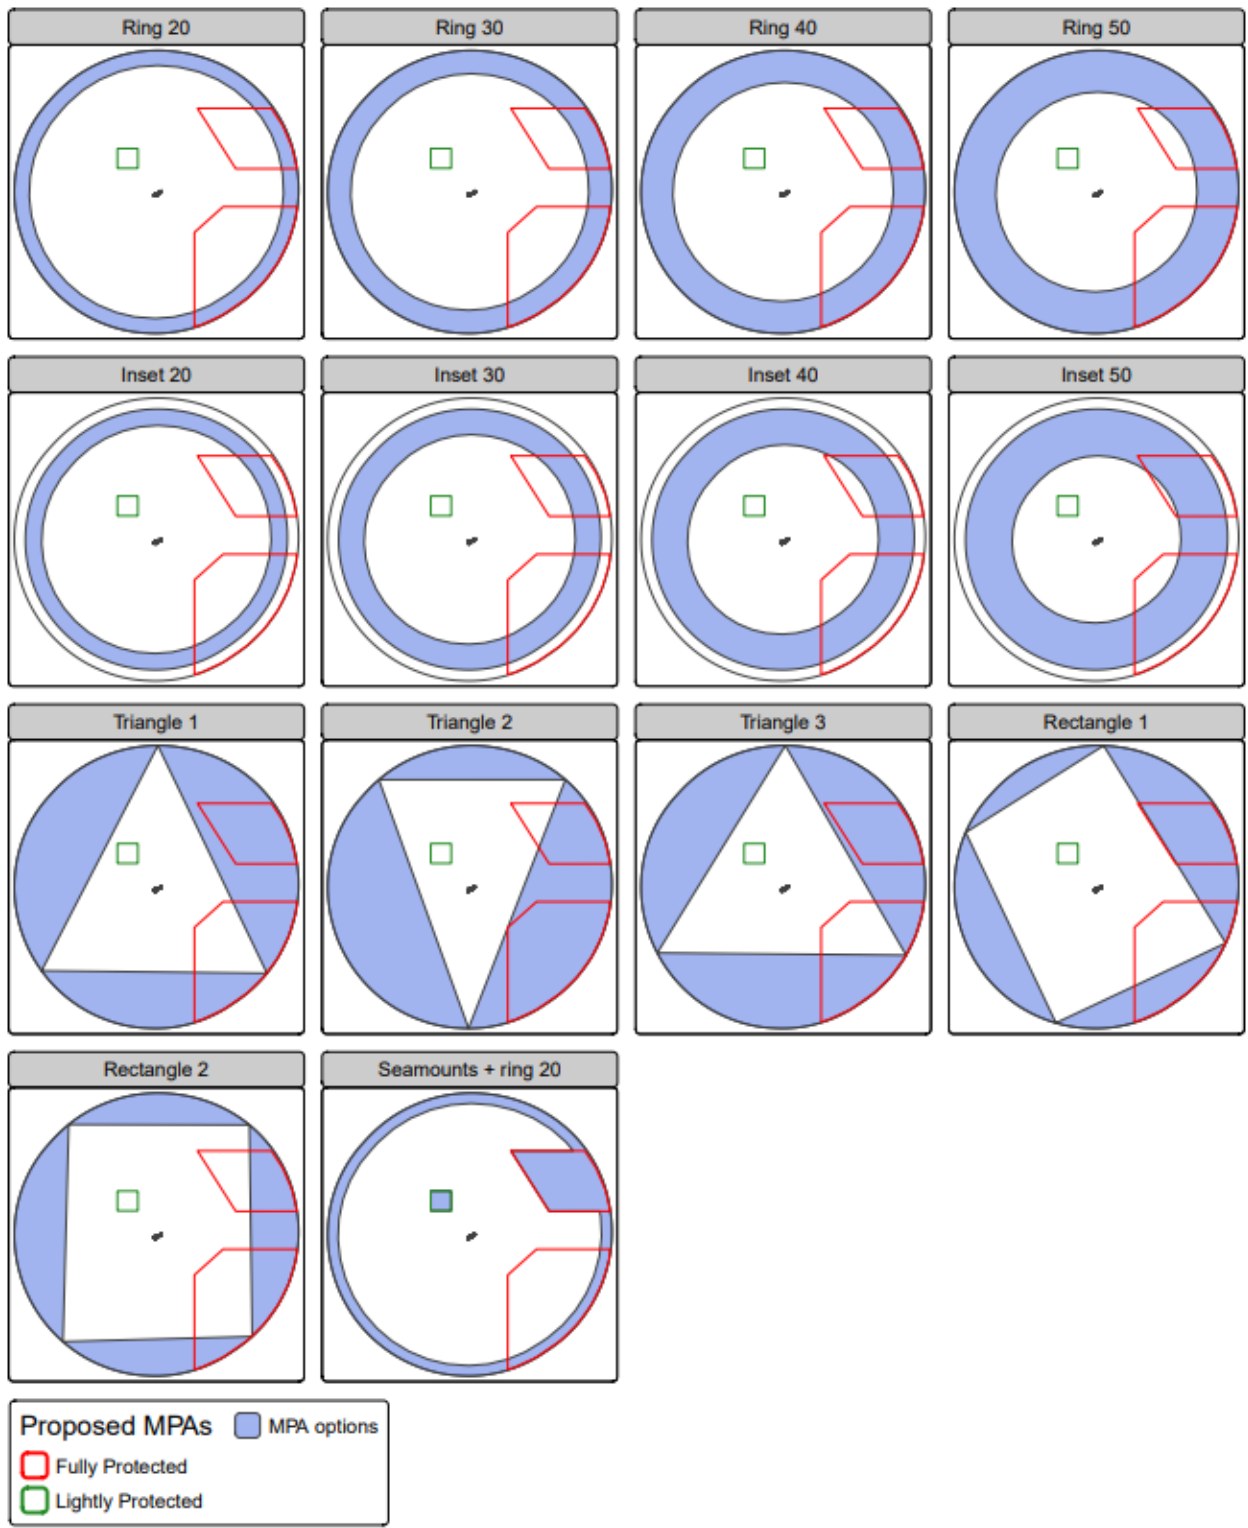 Ring 20
Ring 30
Ring 40
Ring 50
Inset 20
Inset 30
Inset 40
Inset 50
Triangle 1
Triangle 2
Triangle 3
Rectangle 1
Rectangle 2
Seamounts + ring 20
Proposed MPAs
MPA options
Fully Protected
Lightly Protected